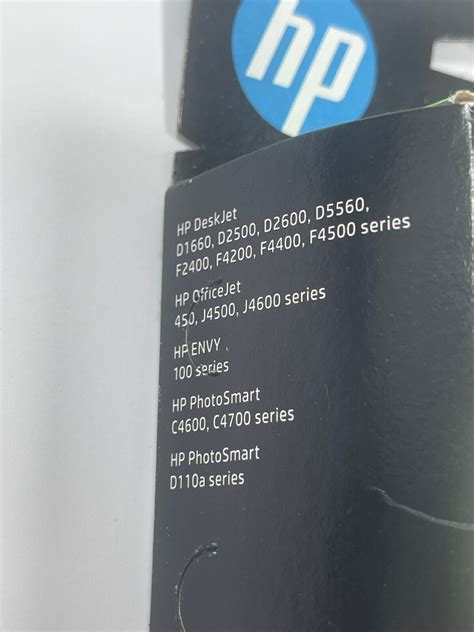 hp
HP DeskJet
D1660, D2500, D2600, D5560,
F2400, F4200, F4400, F4500 series
HP OfficeJet
450, J4500, J4600 series
HP ENVY
100 series
HP PhotoSmart
C4600, C4700 series
HP PhotoSmart
D110a series